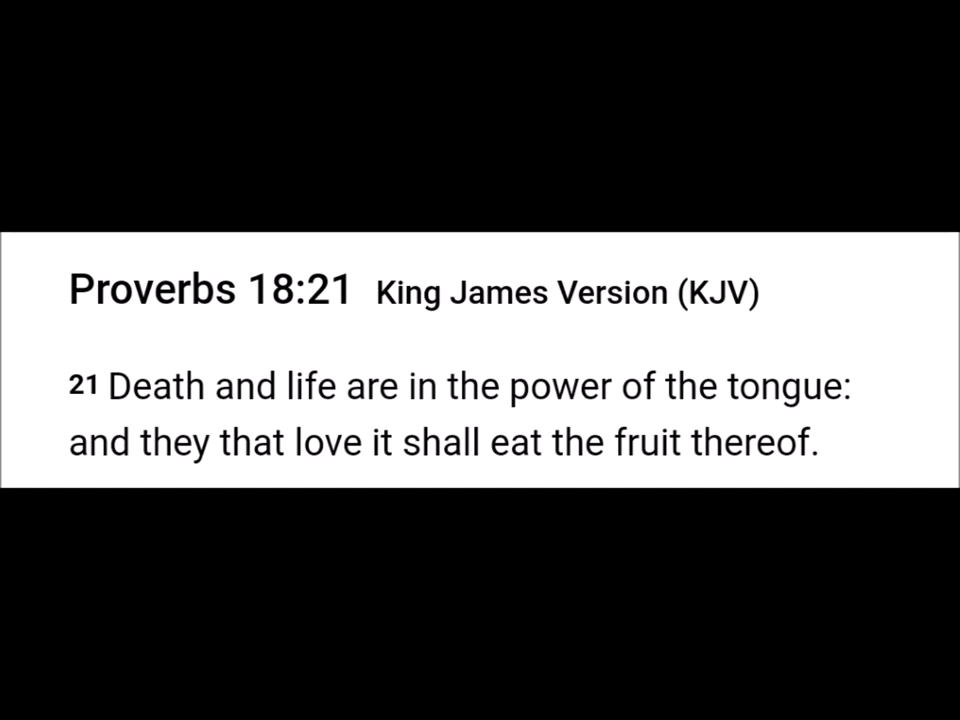 Proverbs 18:21 King James Version (KJV)
21 Death and life are in the power of the tongue:
and they that love it shall eat the fruit thereof.